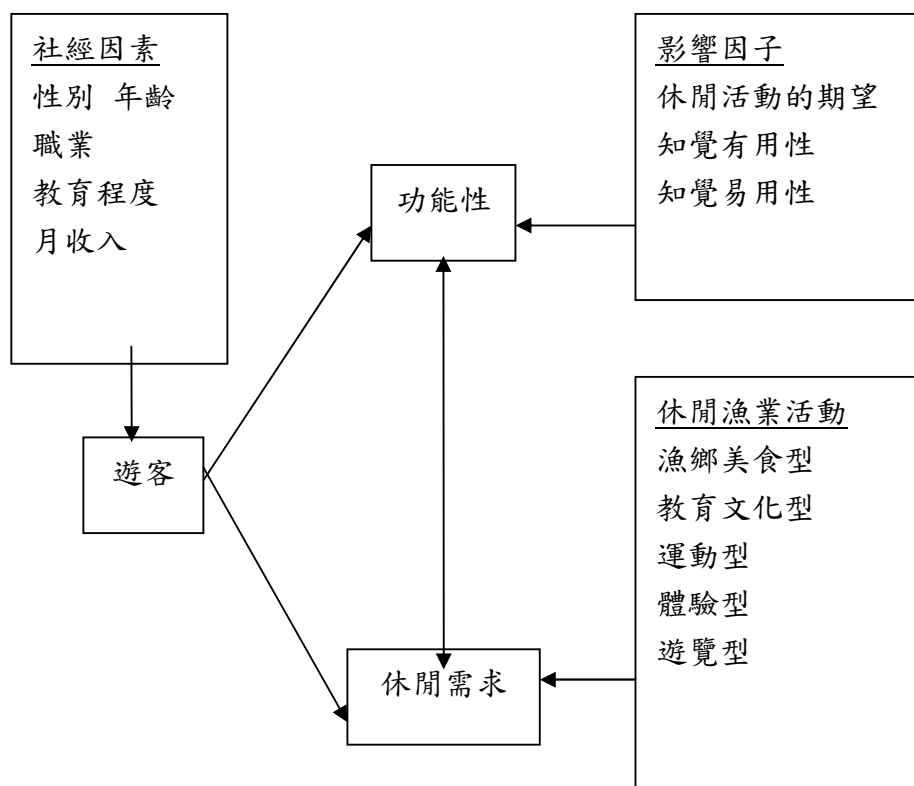 社經因素
性別 年齡
職業
教育程度
月收入
影響因子
休閒活動的期望
知覺有用性
知覺易用性
功能性
遊客
休閒漁業活動
漁鄉美食型
教育文化型
運動型
體驗型
遊覽型
休閒需求